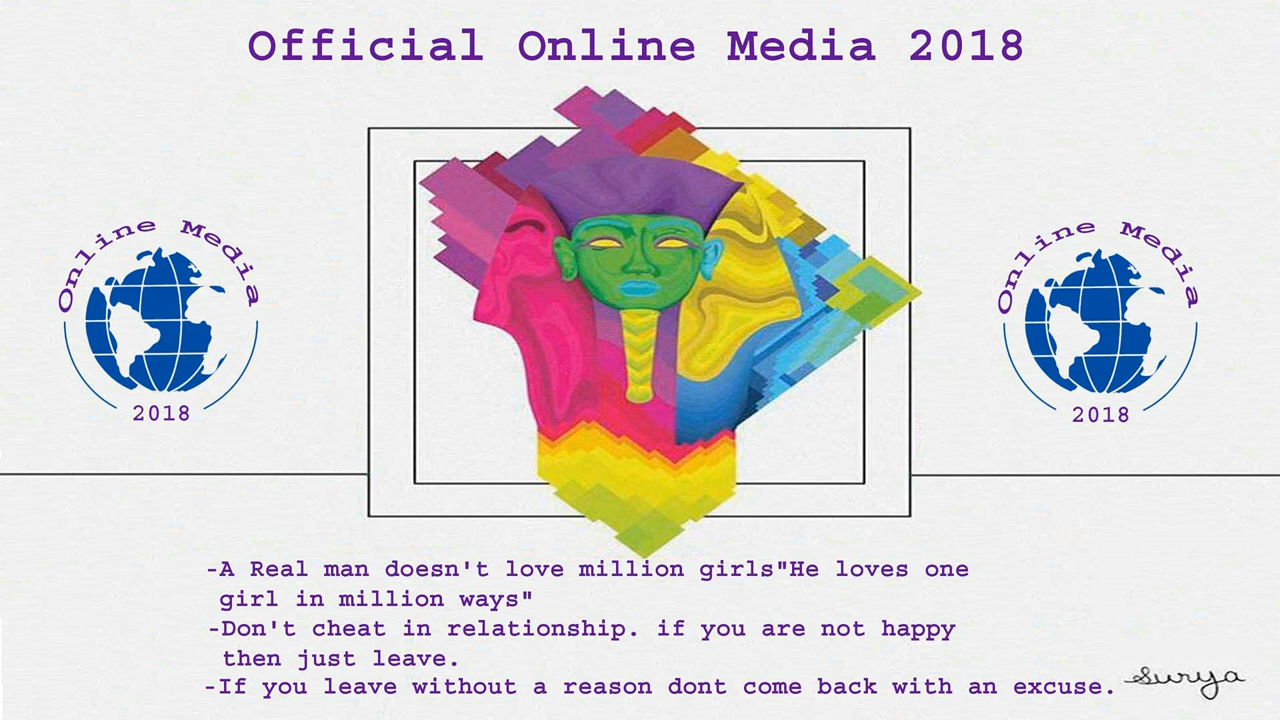 Official Online Media 2018
Online Media
2018
Online Media
2018
-A Real man doesn't love million girls"He loves one
girl in million ways"
-Don't cheat in relationship. if you are not happy
then just leave.
-If you leave without a reason dont come back with an excuse.
Surya